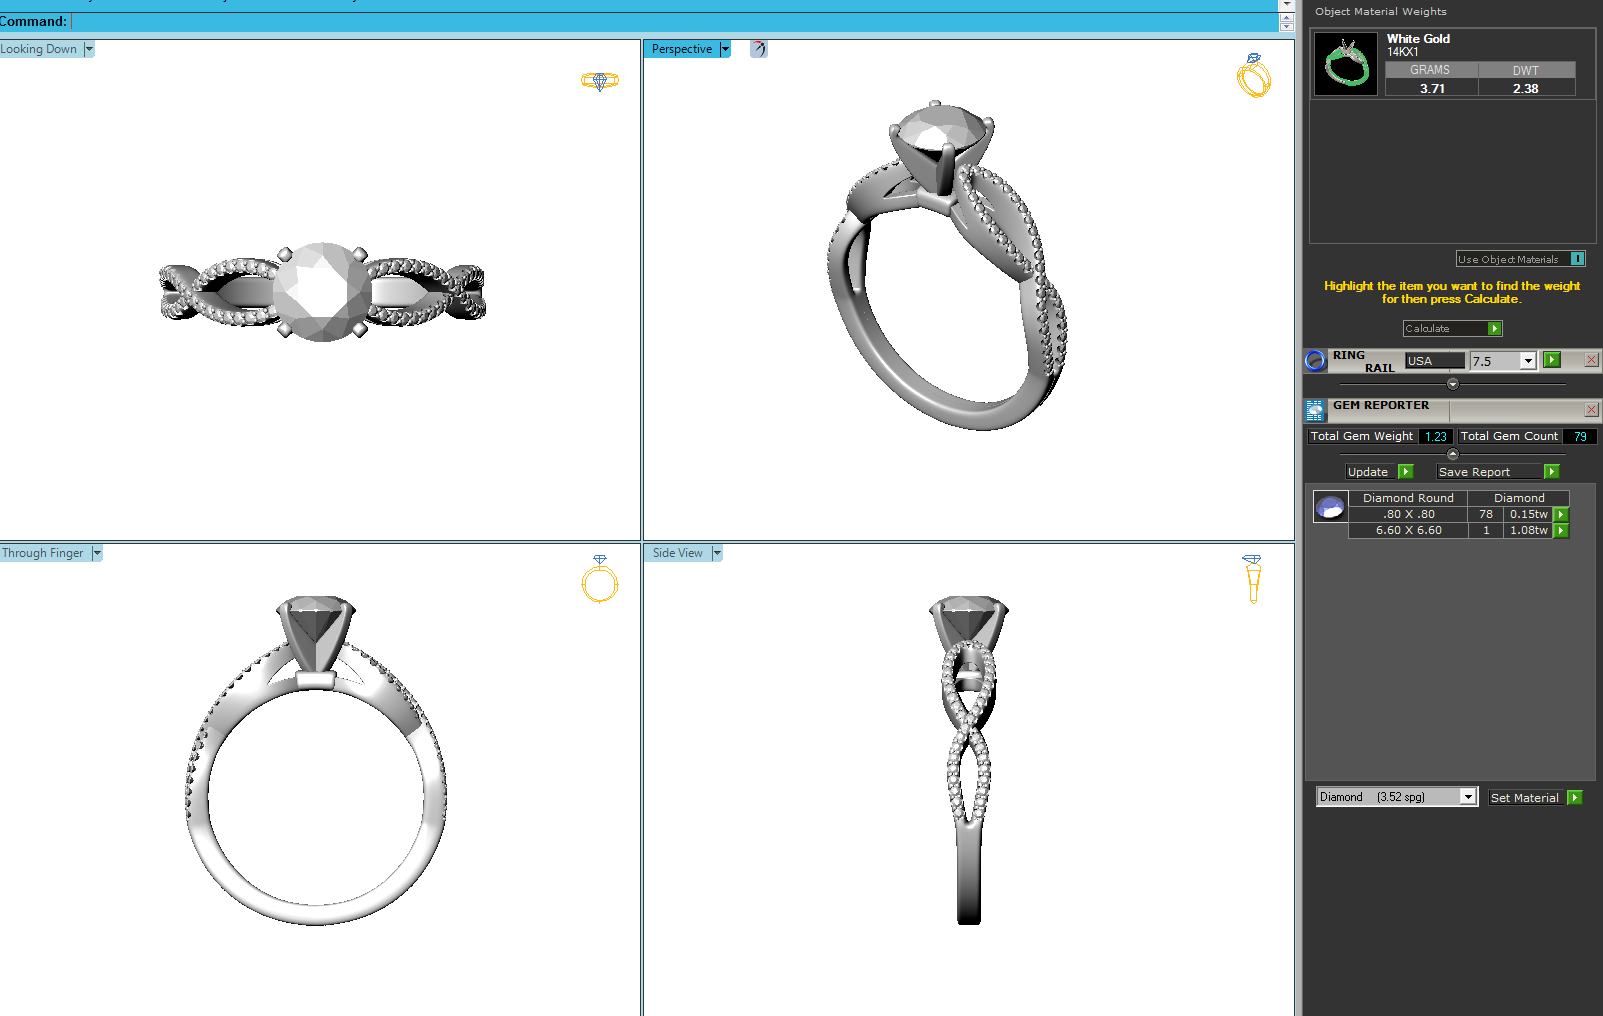 Command:
Looking Down
Perspective
Through Finger
Side View
Object Material Weights
White Gold
14KX1
GRAMS DWT
3.71 2.38
Use Object Materials
Highlight the item you want to find the weight
for then press Calculate.
Calculate
RING
RAIL USA 7.5
GEM REPORTER
Total Gem Weight 1.23 Total Gem Count 79
Update Save Report
Diamond Round Diamond
.80 X .80 78 0.15tw
6.60 X 6.60 1 1.08tw
Diamond (3.52 spg) Set Material